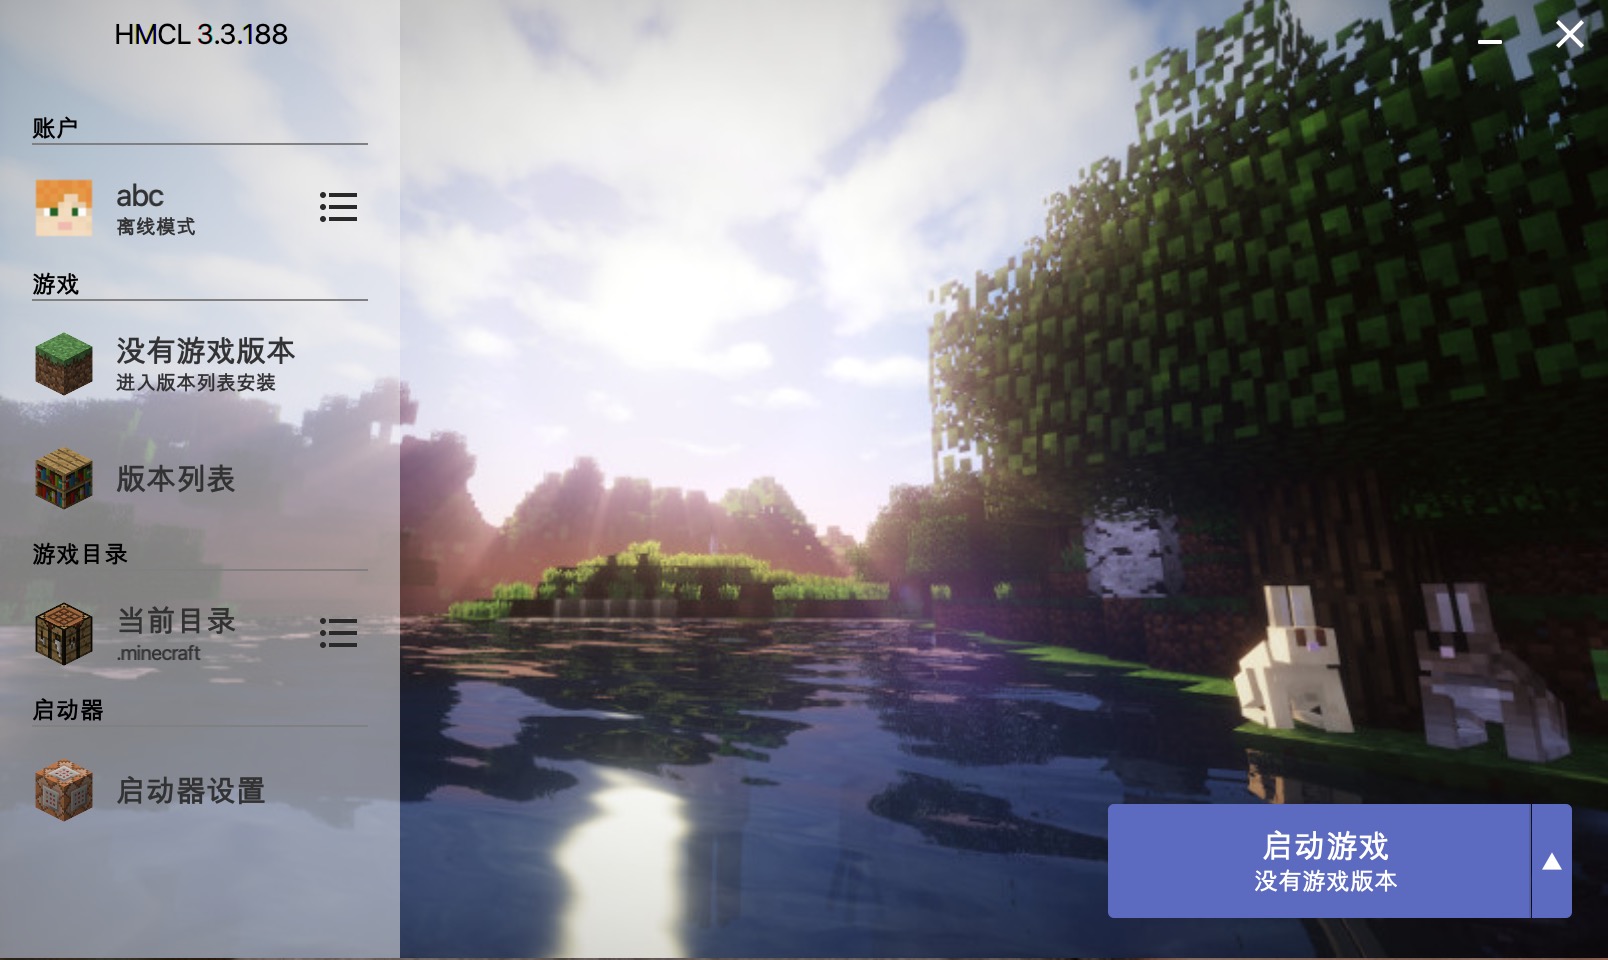 HMCL 3.3.188
账户
abc
离线模式
游戏
没有游戏版本
进入版本列表安装
版本列表
游戏目录
当前目录
.minecraft
启动器
启动器设置
启动游戏
没有游戏版本